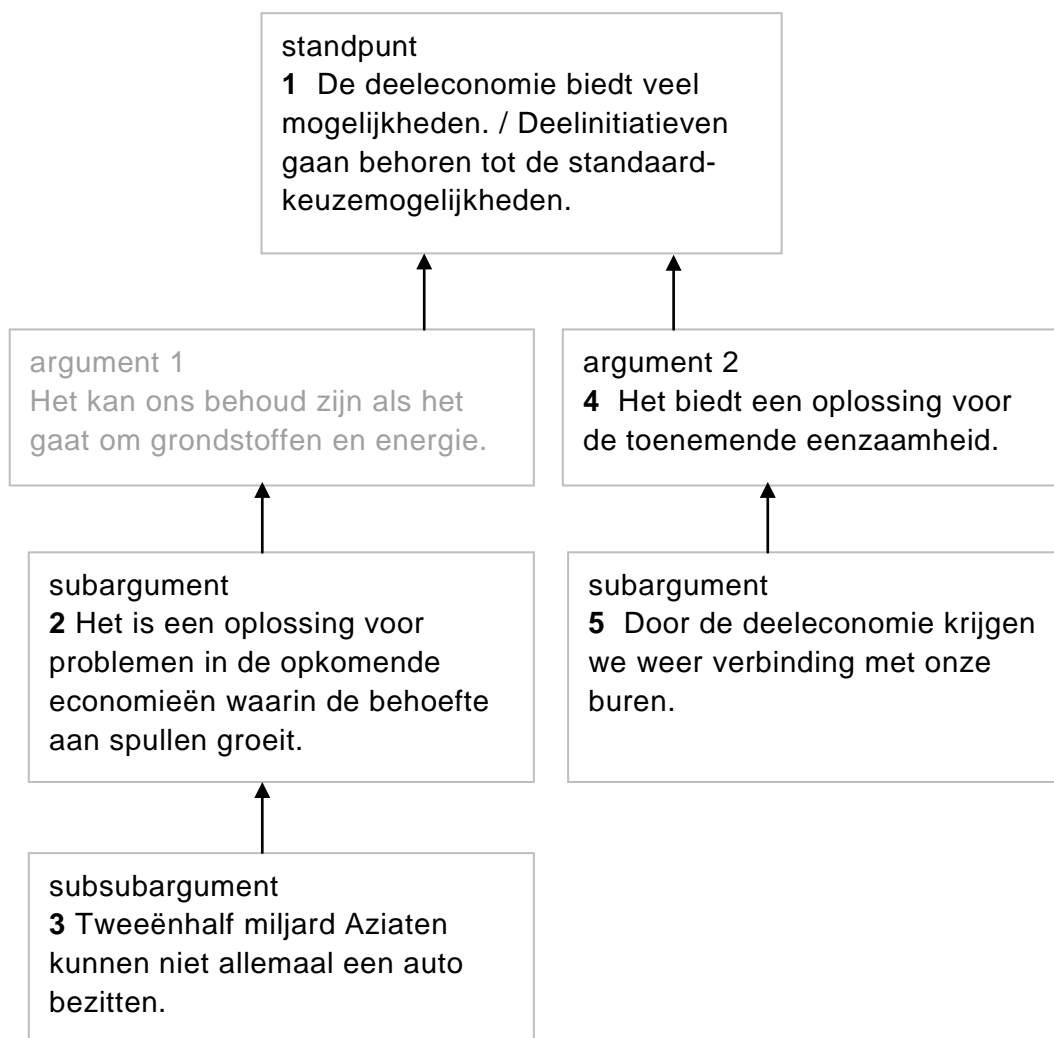 standpunt
1 De deeleconomie biedt veel
mogelijkheden. / Deelinitiatieven
gaan behoren tot de standaard-
keuzemogelijkheden.
argument 1
Het kan ons behoud zijn als het
gaat om grondstoffen en energie.
argument 2
4 Het biedt een oplossing voor
de toenemende eenzaamheid.
subargument
2 Het is een oplossing voor
problemen in de opkomende
economieën waarin de behoefte
aan spullen groeit.
subargument
5 Door de deeleconomie krijgen
we weer verbinding met onze
buren.
subsubargument
3 Tweeënhalf miljard Aziaten
kunnen niet allemaal een auto
bezitten.